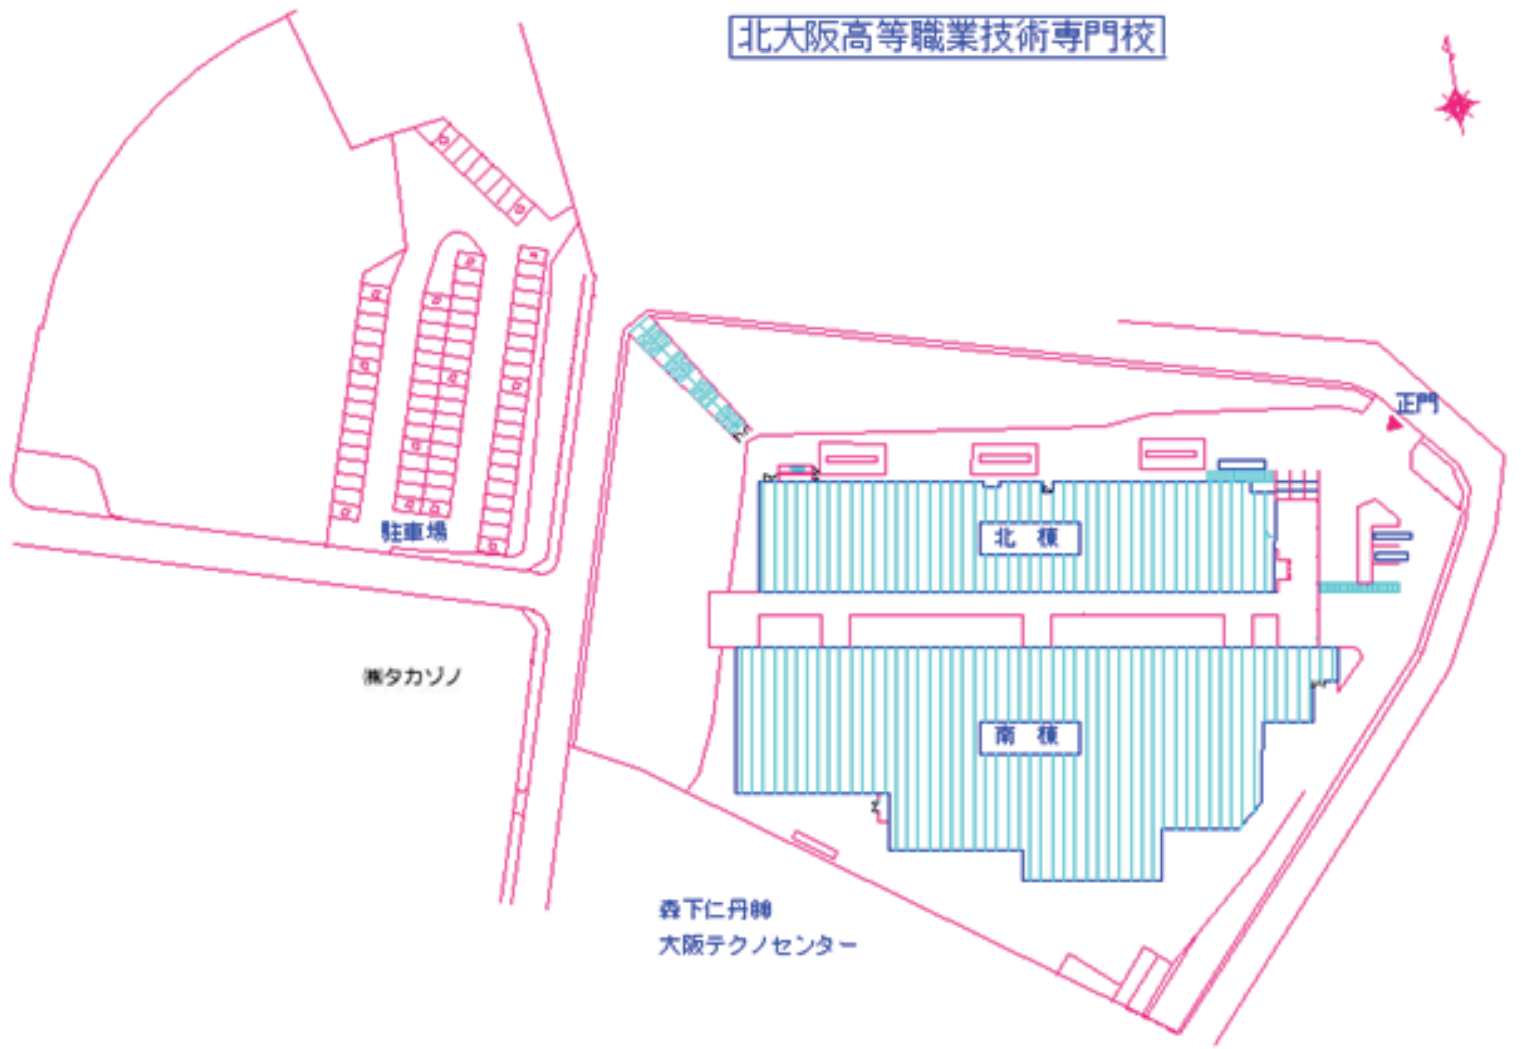 北大阪高等職業技術専門校
正門
北 棟
駐車場
㈱タカゾノ
南 棟
森下仁丹㈱
大阪テクノセンター